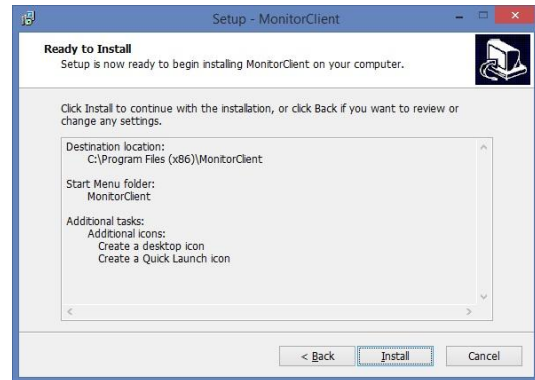 Setup - MonitorClient
Ready to Install
Setup is now ready to begin installing MonitorClient on your computer.
Click Install to continue with the installation, or click Back if you want to review or
change any settings.
Destination location:
C:\Program Files (x86)\MonitorClient
Start Menu folder:
MonitorClient
Additional tasks:
Additional icons:
Create a desktop icon
Create a Quick Launch icon
< Back Install Cancel